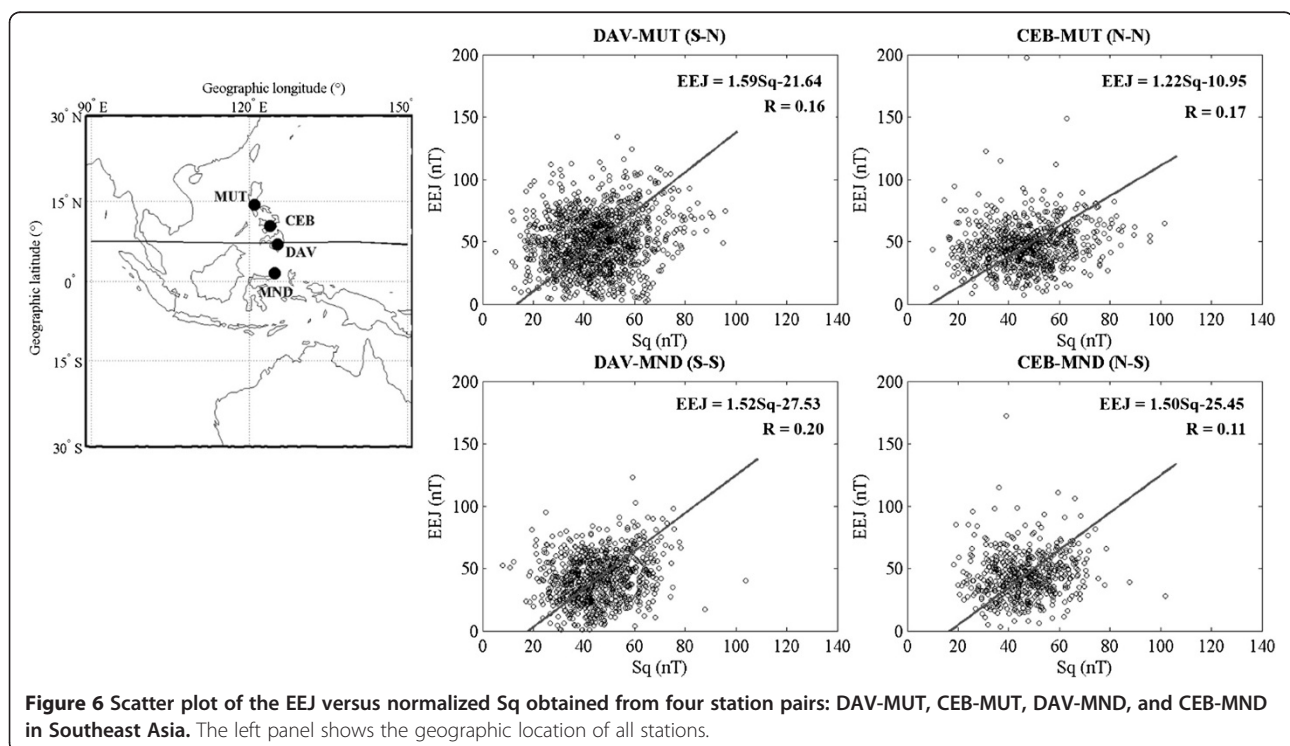 Geographic longitude (°)
90° E
120° E
150°
30° N
15° N
0°
15° S
30° S
Geographic latitude (°)
MUT
CEB
DAV
MND
DAV-MUT (S-N)
EEJ = 1.59Sq-21.64
R = 0.16
200
150
100
50
0
EEJ (nT)
0 20 40 60 80 100 120 140
Sq (nT)
CEB-MUT (N-N)
EEJ = 1.22Sq-10.95
R = 0.17
200
150
100
50
0
EEJ (nT)
0 20 40 60 80 100 120 140
Sq (nT)
DAV-MND (S-S)
EEJ = 1.52Sq-27.53
R = 0.20
200
150
100
50
0
EEJ (nT)
0 20 40 60 80 100 120 140
Sq (nT)
CEB-MND (N-S)
EEJ = 1.50Sq-25.45
R = 0.11
200
150
100
50
0
EEJ (nT)
0 20 40 60 80 100 120 140
Sq (nT)
Figure 6 Scatter plot of the EEJ versus normalized Sq obtained from four station pairs: DAV-MUT, CEB-MUT, DAV-MND, and CEB-MND
in Southeast Asia. The left panel shows the geographic location of all stations.